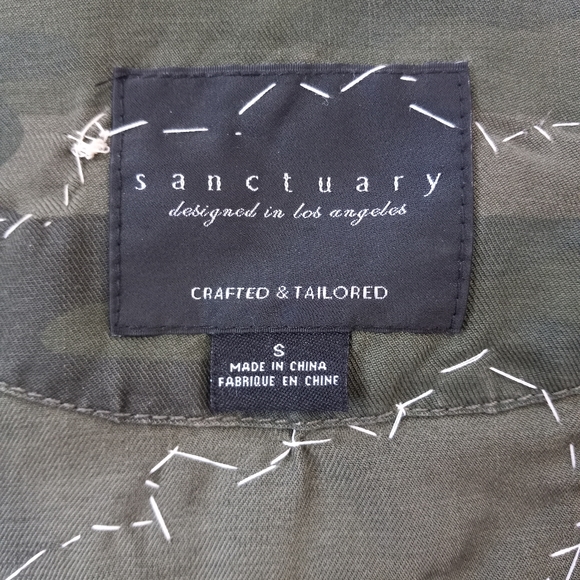 sanctuary
designed in los angeles
CRAFTED & TAILORED
S
MADE IN CHINA
FABRIQUE EN CHINE